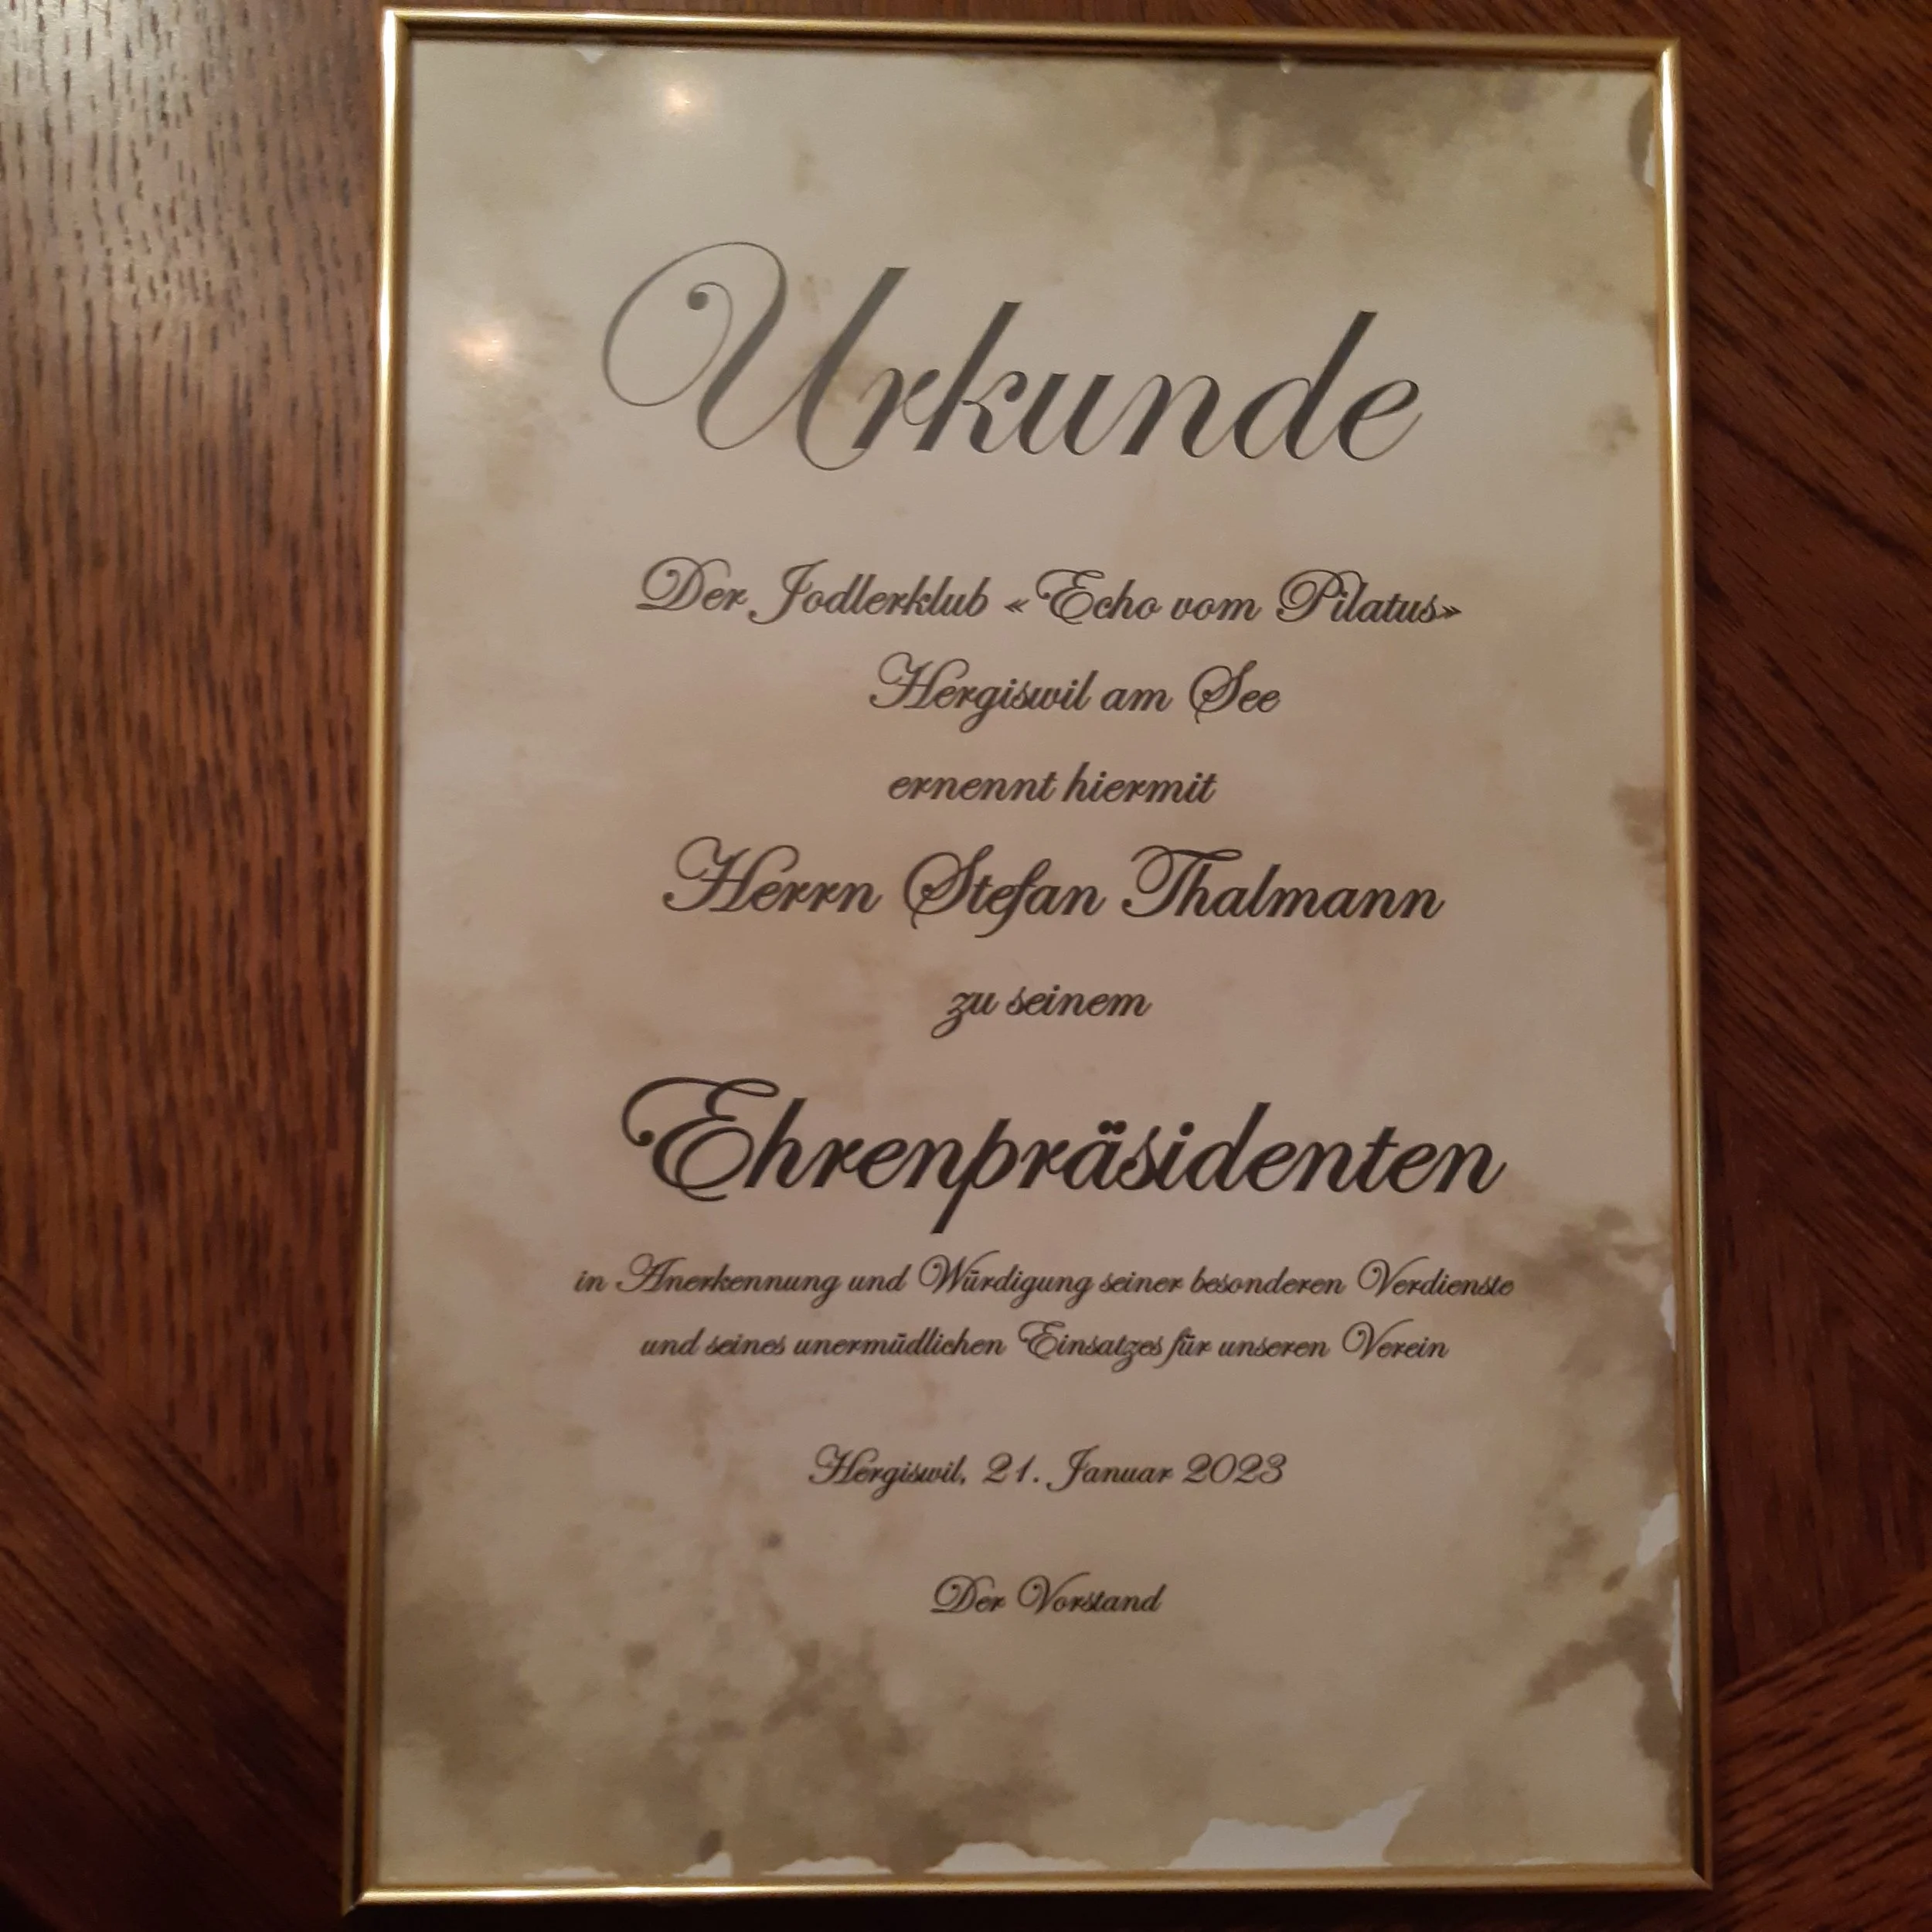 Urkunde
Der Jodlerklub «Echo vom Pilatus»
Hergiswil am See
ernennt hiermit
Herrn Stefan Thalmann
zu seinem
Ehrenpräsidenten
in Anerkennung und Würdigung seiner besonderen Verdienste
und seines unermüdlichen Einsatzes für unseren Verein
Hergiswil, 21. Januar 2023
Der Vorstand